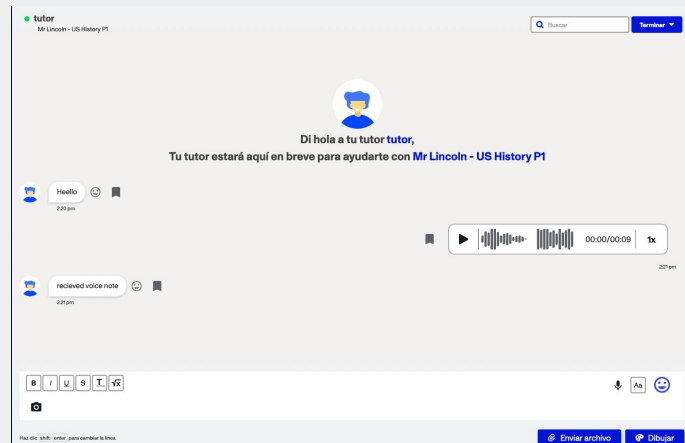 tutor
Mr Lincoln - US History P1
Buscar
Terminar
Di hola a tu tutor tutor,
Tu tutor estará aquí en breve para ayudarte con Mr Lincoln - US History P1
Heello
2:20 pm
00:00/00:09 1x
2:21 pm
recieved voice note
2:21 pm
B I U S T √x
Aa
Haz clic shift enter para cambiar la línea
Enviar archivo
Dibujar